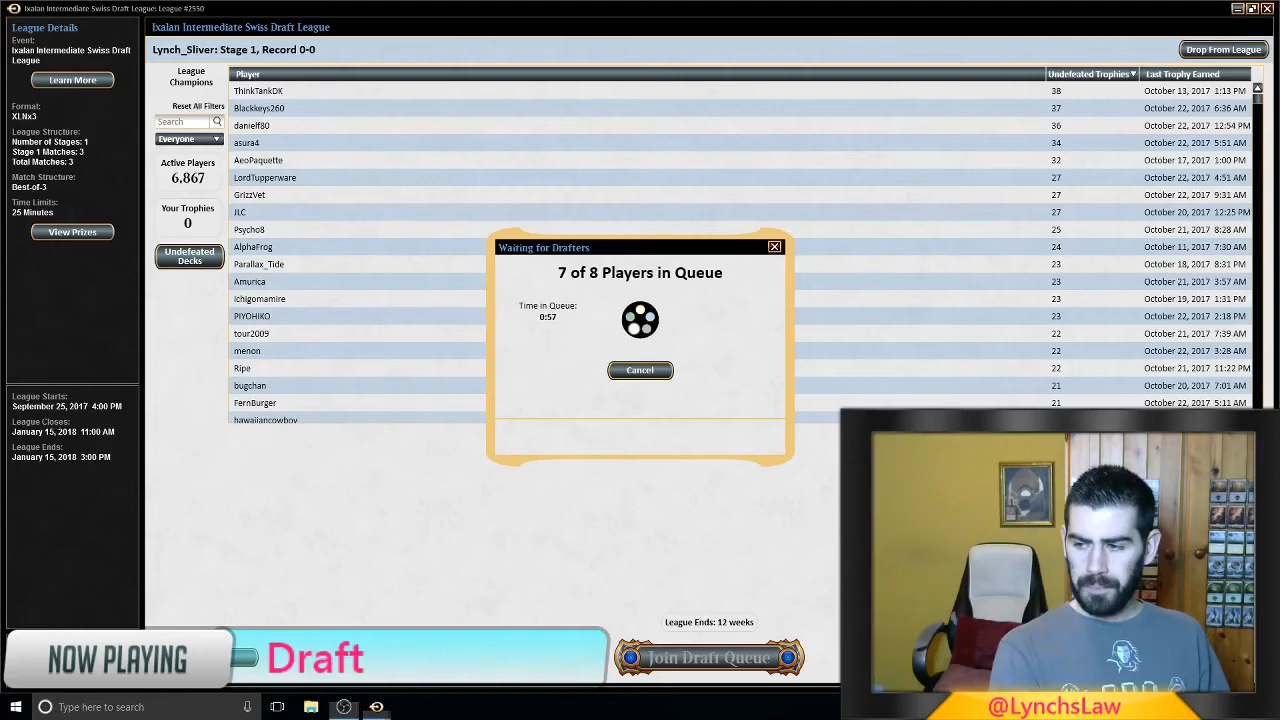 Ixalan Intermediate Swiss Draft League: League #2550
League Details
Event:
Ixalan Intermediate Swiss Draft
League
Learn More
Format:
XLNx3
League Structure:
Number of Stages: 1
Stage 1 Matches: 3
Total Matches: 3
Match Structure:
Best-of-3
Time Limits:
25 Minutes
View Prizes
League Starts:
September 25, 2017 4:00 PM
League Closes:
January 15, 2018 11:00 AM
League Ends:
January 15, 2018 3:00 PM
Ixalan Intermediate Swiss Draft League
Lynch_Sliver: Stage 1, Record 0-0
Drop From League
League
Champions
Reset All Filters
Search
Everyone
Active Players
6,867
Your Trophies
0
Undefeated
Decks
Player Undefeated Trophies Last Trophy Earned
ThinkTankDK 38 October 13, 2017 1:13 PM
Blackkeys260 37 October 22, 2017 6:36 AM
danielf80 36 October 22, 2017 12:54 PM
asura4 34 October 22, 2017 5:51 AM
AeoPaquette 32 October 17, 2017 1:00 PM
LordTupperware 27 October 22, 2017 4:51 AM
GrizzVet 27 October 22, 2017 9:31 AM
JLC 27 October 20, 2017 12:25 PM
Psycho8 25 October 21, 2017 8:28 AM
AlphaFrog 24 October 11, 2017 7:30 AM
Parallax_Tide 23 October 18, 2017 8:31 PM
Amurica 23 October 21, 2017 3:57 AM
ichigomamire 23 October 19, 2017 1:31 PM
PIYOHIKO 23 October 22, 2017 2:18 PM
tour2009 22 October 21, 2017 7:39 AM
menon 22 October 22, 2017 3:28 AM
Ripe 22 October 21, 2017 11:22 PM
bugchan 21 October 20, 2017 7:01 AM
FernBurger 21 October 22, 2017 5:11 AM
hawaiiancowboy
Waiting for Drafters
7 of 8 Players in Queue
Time in Queue:
0:57
Cancel
League Ends: 12 weeks
Join Draft Queue
NOW PLAYING
Draft
@LynchsLaw
Type here to search